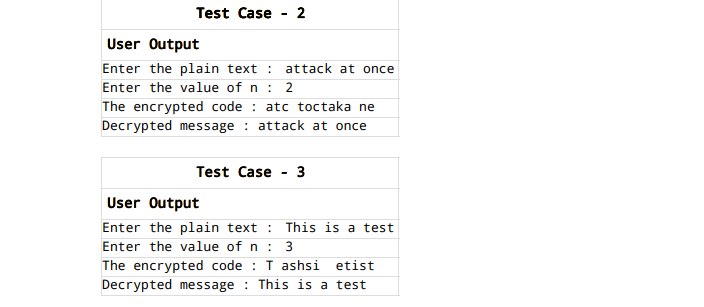 Test Case - 2
User Output
Enter the plain text : attack at once
Enter the value of n : 2
The encrypted code : atc toctaka ne
Decrypted message : attack at once
Test Case - 3
User Output
Enter the plain text : This is a test
Enter the value of n : 3
The encrypted code : T ashsi  etist
Decrypted message : This is a test